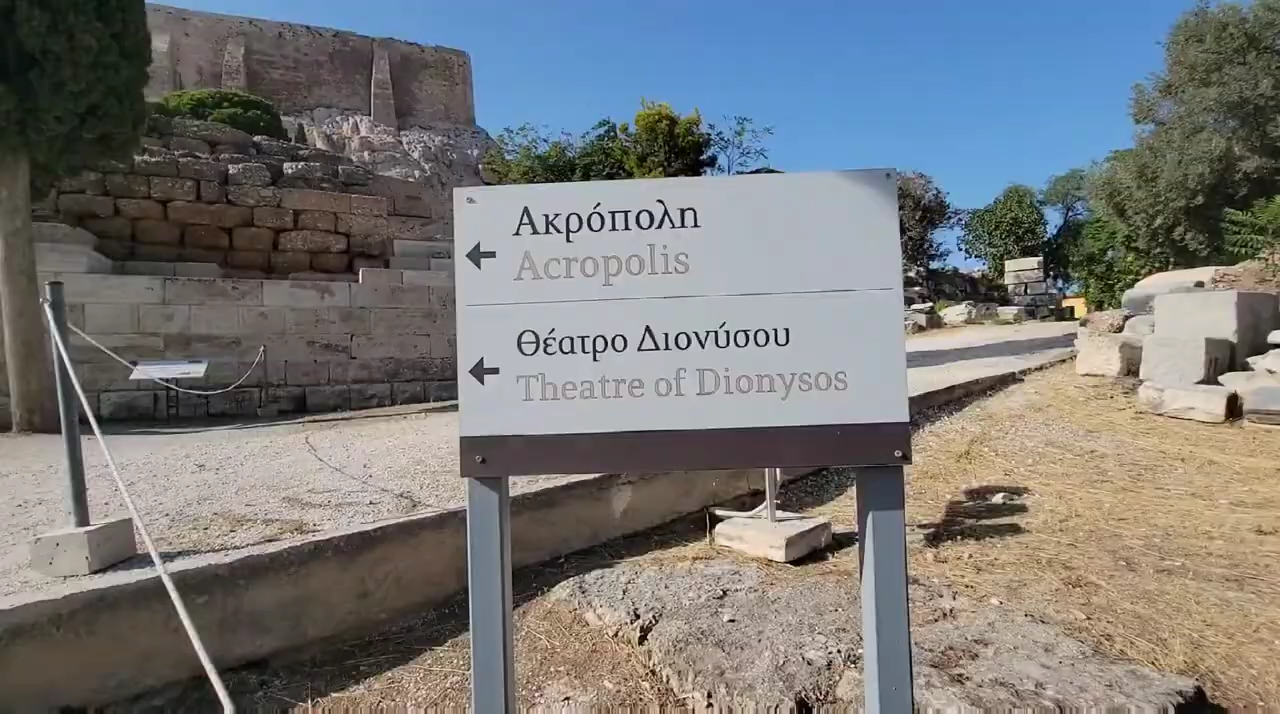 Ακρόπολη
Acropolis
Θέατρο Διονύσου
Theatre of Dionysos